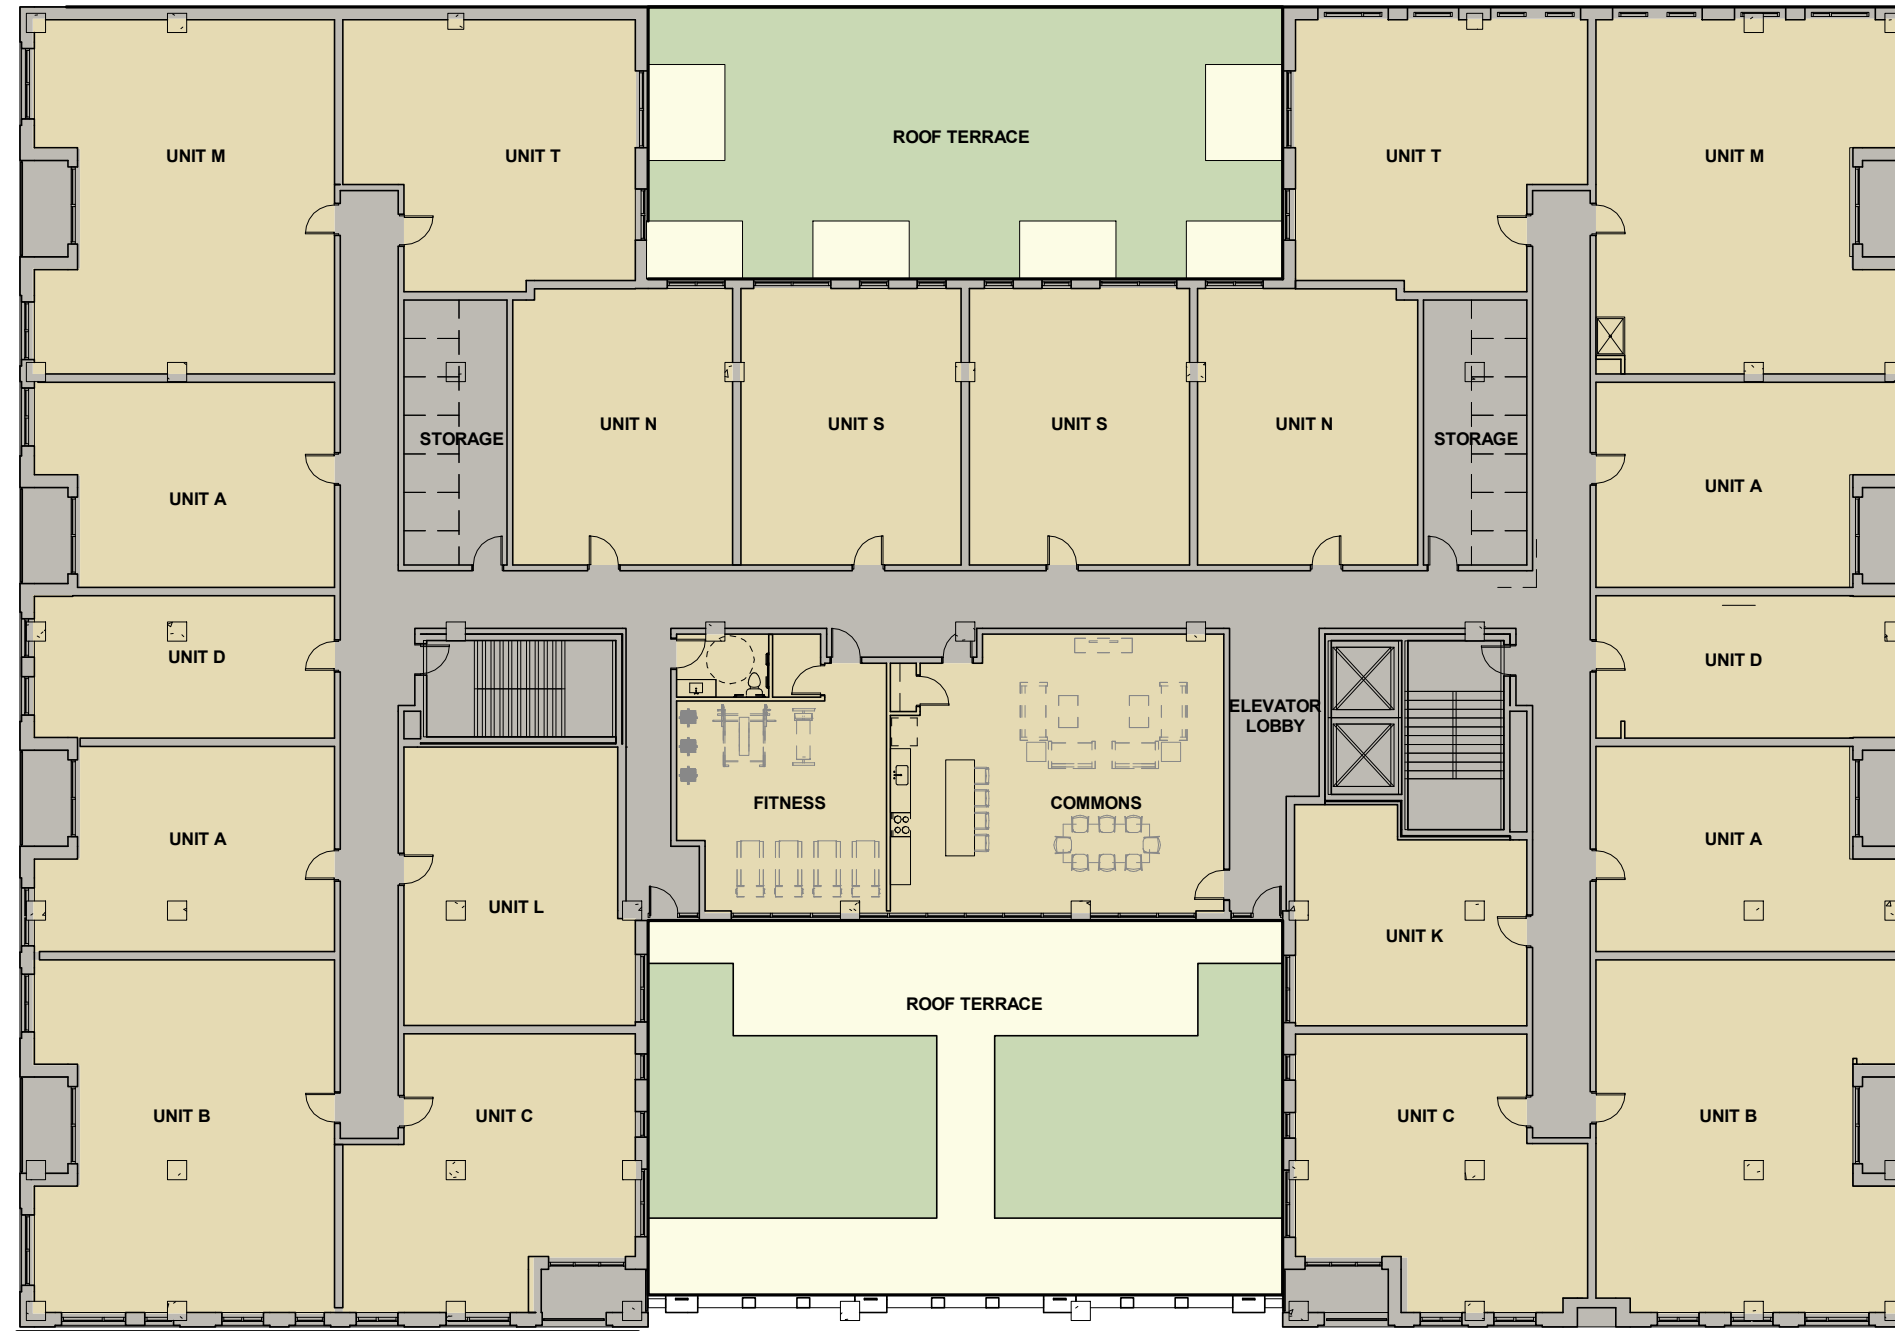 ROOF TERRACE
UNIT M
UNIT T
UNIT T
UNIT M
UNIT N
UNIT S
UNIT S
UNIT N
STORAGE
STORAGE
UNIT A
UNIT A
UNIT D
UNIT D
ELEVATOR
LOBBY
FITNESS
COMMONS
UNIT A
UNIT A
UNIT L
UNIT K
ROOF TERRACE
UNIT B
UNIT C
UNIT C
UNIT B